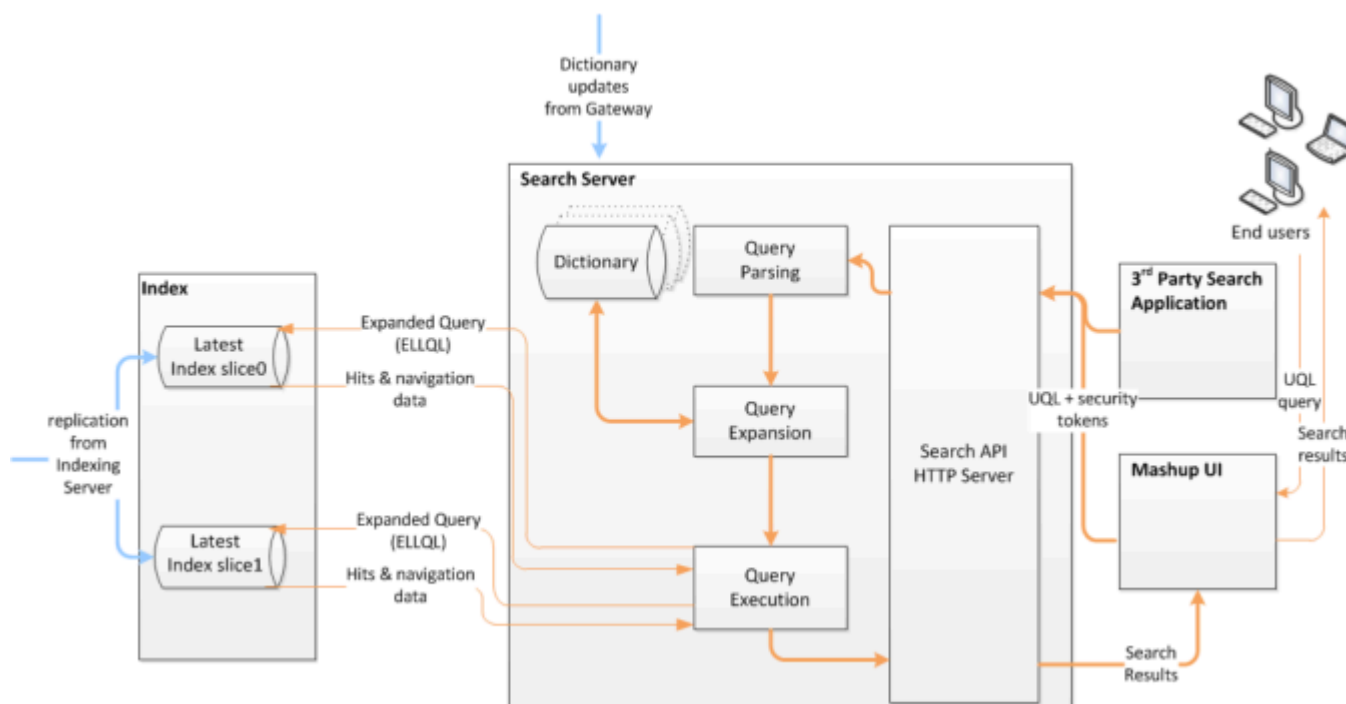 Dictionary
updates
from Gateway
Search Server
Dictionary
Query
Parsing
Query
Expansion
Query
Execution
Search API
HTTP Server
Index
Latest
Index slice0
Latest
Index slice1
replication
from
Indexing
Server
Expanded Query
(ELLQL)
Hits & navigation
data
Expanded Query
(ELLQL)
Hits & navigation
data
End users
3rd Party Search
Application
UQL + security
tokens
UQL
query
Search
results
Mashup UI
Search
Results